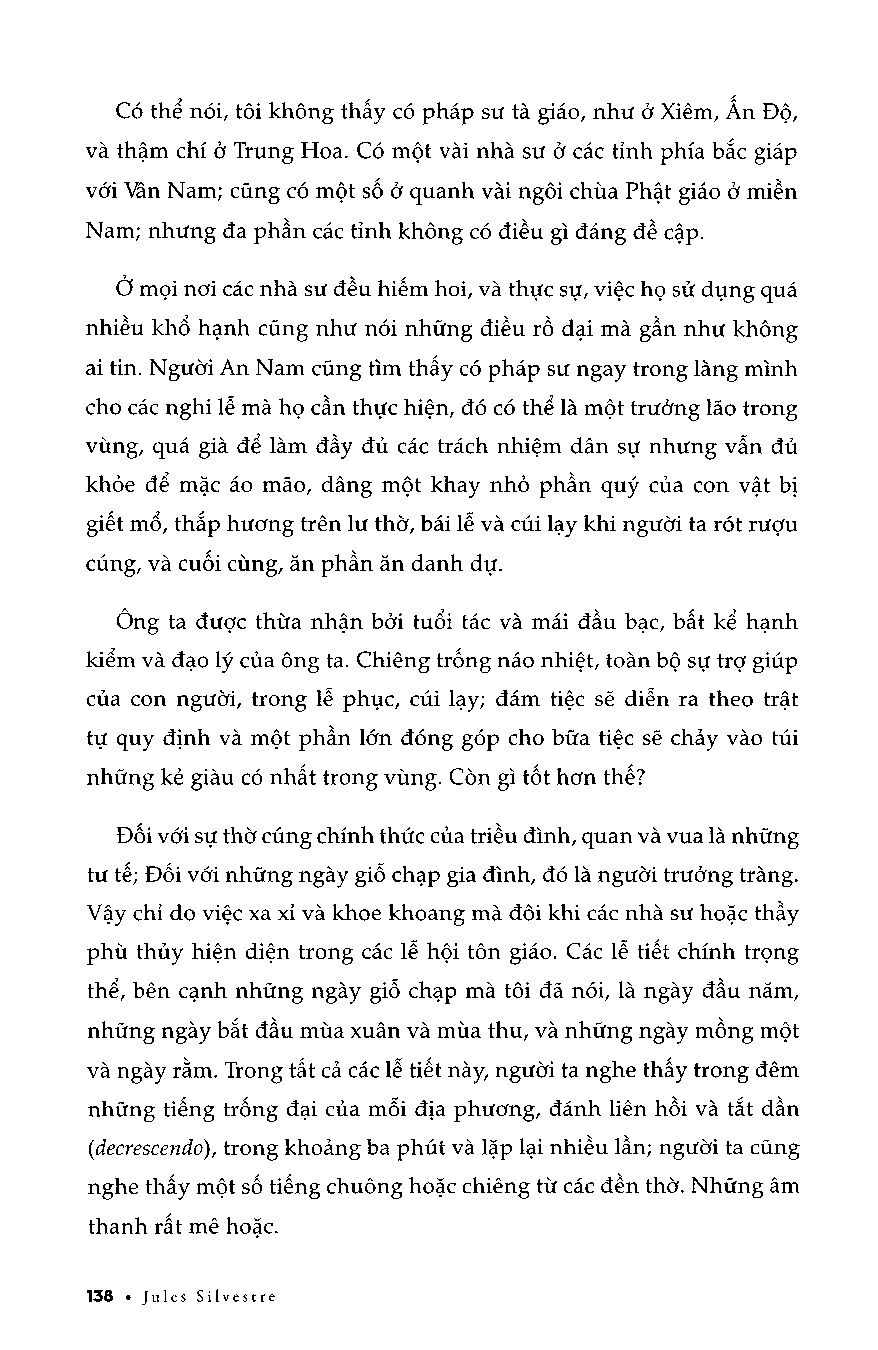 Có thể nói, tôi không thấy có pháp sư tà giáo, như ở Xiêm, Ấn Độ,
và thậm chí ở Trung Hoa. Có một vài nhà sư ở các tỉnh phía bắc giáp
với Vân Nam; cũng có một số ở quanh vài ngôi chùa Phật giáo ở miền
Nam; nhưng đa phần các tỉnh không có điều gì đáng đề cập.
Ở mọi nơi các nhà sư đều hiếm hoi, và thực sự, việc họ sử dụng quá
nhiều khổ hạnh cũng như nói những điều rồ dại mà gần như không
ai tin. Người An Nam cũng tìm thấy có pháp sư ngay trong làng mình
cho các nghi lễ mà họ cần thực hiện, đó có thể là một trưởng lão trong
vùng, quá già để làm đầy đủ các trách nhiệm dân sự nhưng vẫn đủ
khỏe để mặc áo mão, dâng một khay nhỏ phần quý của con vật bị
giết mổ, thắp hương trên lư thờ, bái lễ và cúi lạy khi người ta rót rượu
cúng, và cuối cùng, ăn phần ăn danh dự.
Ông ta được thừa nhận bởi tuổi tác và mái đầu bạc, bất kể hạnh
kiểm và đạo lý của ông ta. Chiêng trống náo nhiệt, toàn bộ sự trợ giúp
của con người, trong lễ phục, cúi lạy; đám tiệc sẽ diễn ra theo trật
tự quy định và một phần lớn đóng góp cho bữa tiệc sẽ chảy vào túi
những kẻ giàu có nhất trong vùng. Còn gì tốt hơn thế?
Đối với sự thờ cúng chính thức của triều đình, quan và vua là những
tư tế; Đối với những ngày giỗ chạp gia đình, đó là người trưởng tràng.
Vậy chỉ do việc xa xỉ và khoe khoang mà đôi khi các nhà sư hoặc thầy
phù thủy hiện diện trong các lễ hội tôn giáo. Các lễ tiết chính trọng
thể, bên cạnh những ngày giỗ chạp mà tôi đã nói, là ngày đầu năm,
những ngày bắt đầu mùa xuân và mùa thu, và những ngày mồng một
và ngày rằm. Trong tất cả các lễ tiết này, người ta nghe thấy trong đêm
những tiếng trống đại của mỗi địa phương, đánh liên hồi và tắt dần
(decrescendo), trong khoảng ba phút và lặp lại nhiều lần; người ta cũng
nghe thấy một số tiếng chuông hoặc chiêng từ các đền thờ. Những âm
thanh rất mê hoặc.
138 • Jules Silvestre